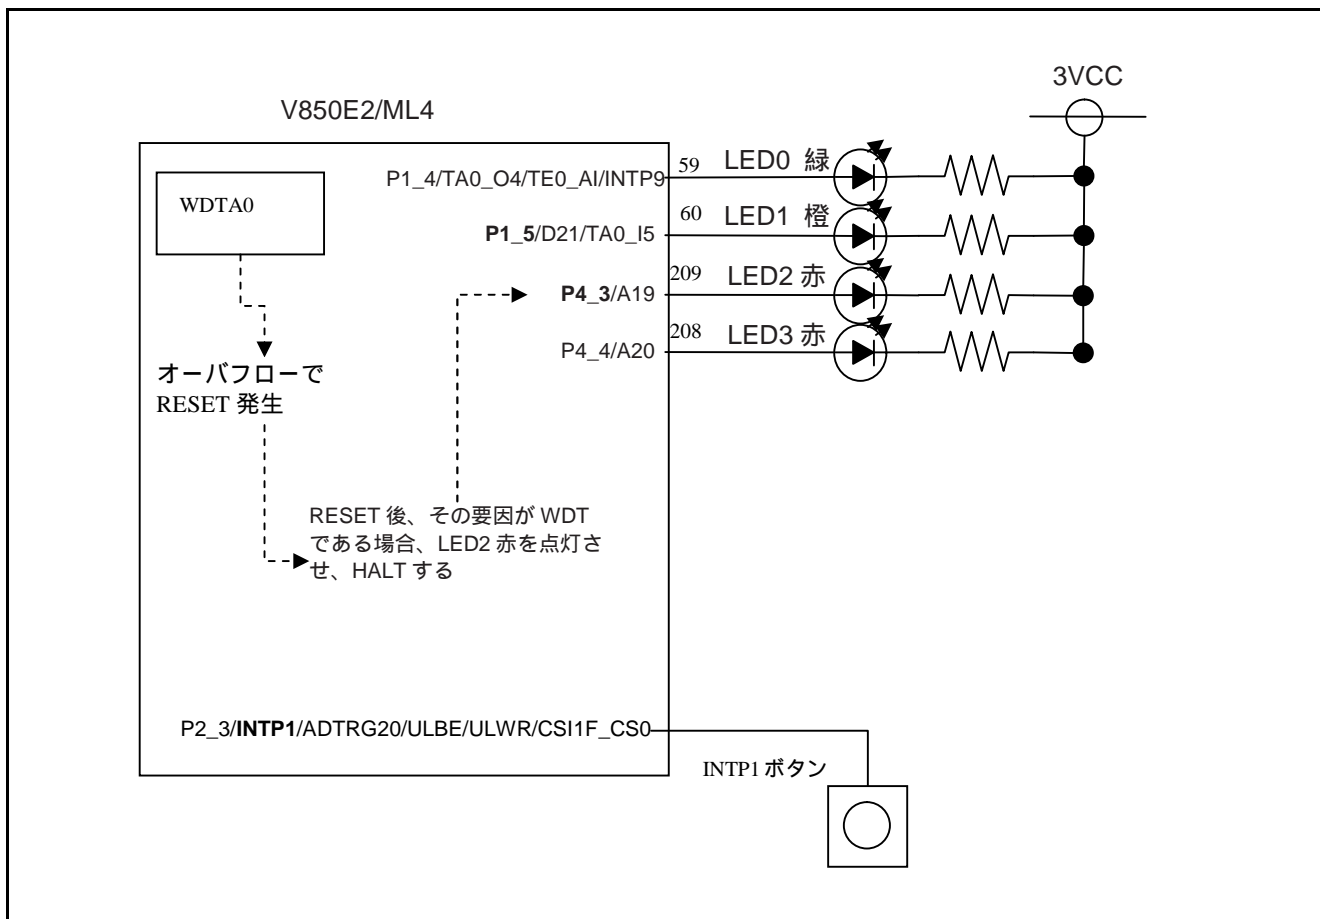 3VCC
V850E2/ML4
WDTA0
P1_4/TA0_O4/TE0_AI/INTP9
59
LED0 緑
P1_5/D21/TA0_I5
60
LED1 橙
P4_3/A19
209
LED2 赤
P4_4/A20
208
LED3 赤
オーバフローで
RESET 発生
RESET 後、その要因が WDT
である場合、LED2 赤を点灯さ
せ、HALT する
P2_3/INTP1/ADTRG20/ULBE/ULWR/CSI1F_CS0
INTP1 ボタン